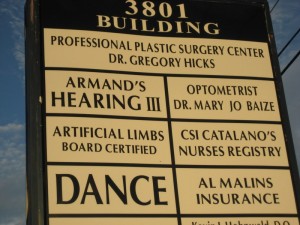 3801
BUILDING
PROFESSIONAL PLASTIC SURGERY CENTER
DR. GREGORY HICKS
ARMAND'S
HEARING III
OPTOMETRIST
DR. MARY JO BAIZE
ARTIFICIAL LIMBS
BOARD CERTIFIED
CSI CATALANO'S
NURSES REGISTRY
DANCE
AL MALINS
INSURANCE